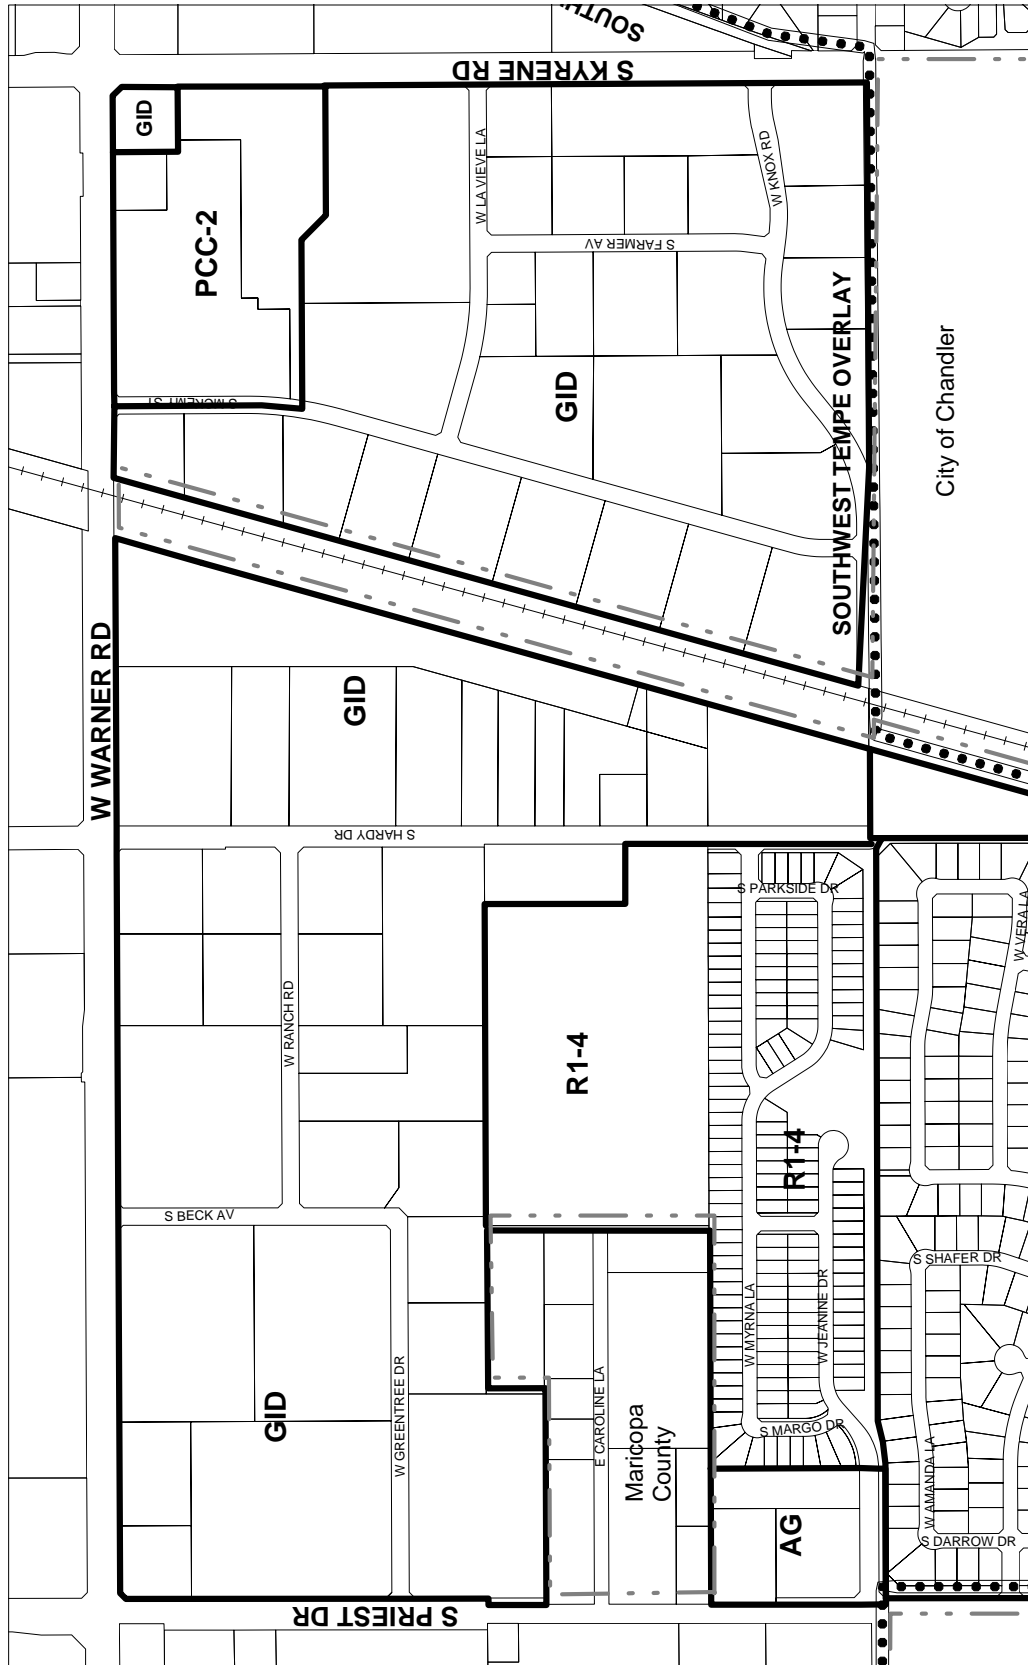 SOUTH
S KYRENE RD
GID
PCC-2
W LA VIEVE LA
W KNOX RD
S FARMER AV
SOUTHWEST TEMPE OVERLAY
City of Chandler
GID
S MCKEMY ST
W WARNER RD
GID
S HARDY DR
S PARKSIDE DR
W VERA LA
W RANCH RD
R1-4
R1-4
S BECK AV
S SHAFER DR
W MYRNA LA
W JEANINE DR
GID
W GREENTREE DR
E CAROLINE LA
Maricopa
County
S MARGO DR
W AMANDA LA
AG
S DARROW DR
S PRIEST DR